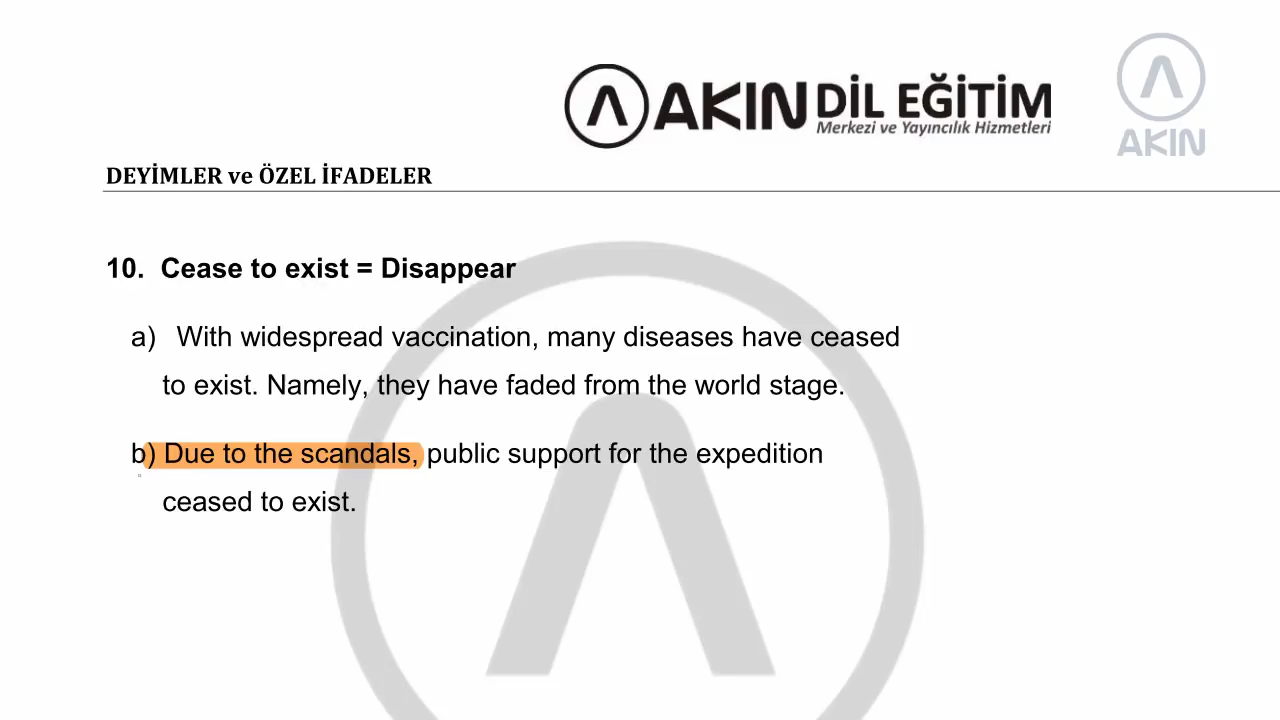 AKIN DİL EĞİTİM
Merkezi ve Yayıncılık Hizmetleri
AKIN
DEYİMLER ve ÖZEL İFADELER
10. Cease to exist = Disappear
a) With widespread vaccination, many diseases have ceased
to exist. Namely, they have faded from the world stage.
b) Due to the scandals, public support for the expedition
ceased to exist.